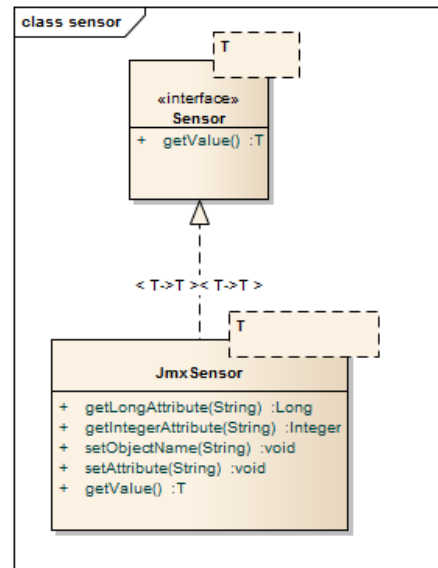 class sensor
T
«interface»
Sensor
+ getValue() :T
< T->T >< T->T >
T
JmxSensor
+ getLongAttribute(String) :Long
+ getIntegerAttribute(String) :Integer
+ setObjectName(String) :void
+ setAttribute(String) :void
+ getValue() :T